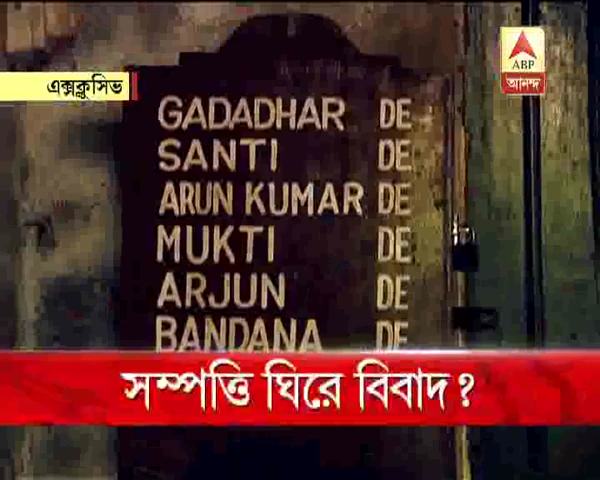 এক্সক্লুসিভ
ABP
আনন্দ
GADADHAR DE
SANTI DE
ARUN KUMAR DE
MUKTI DE
ARJUN DE
BANDANA DE
সম্পত্তি ঘিরে বিবাদ?